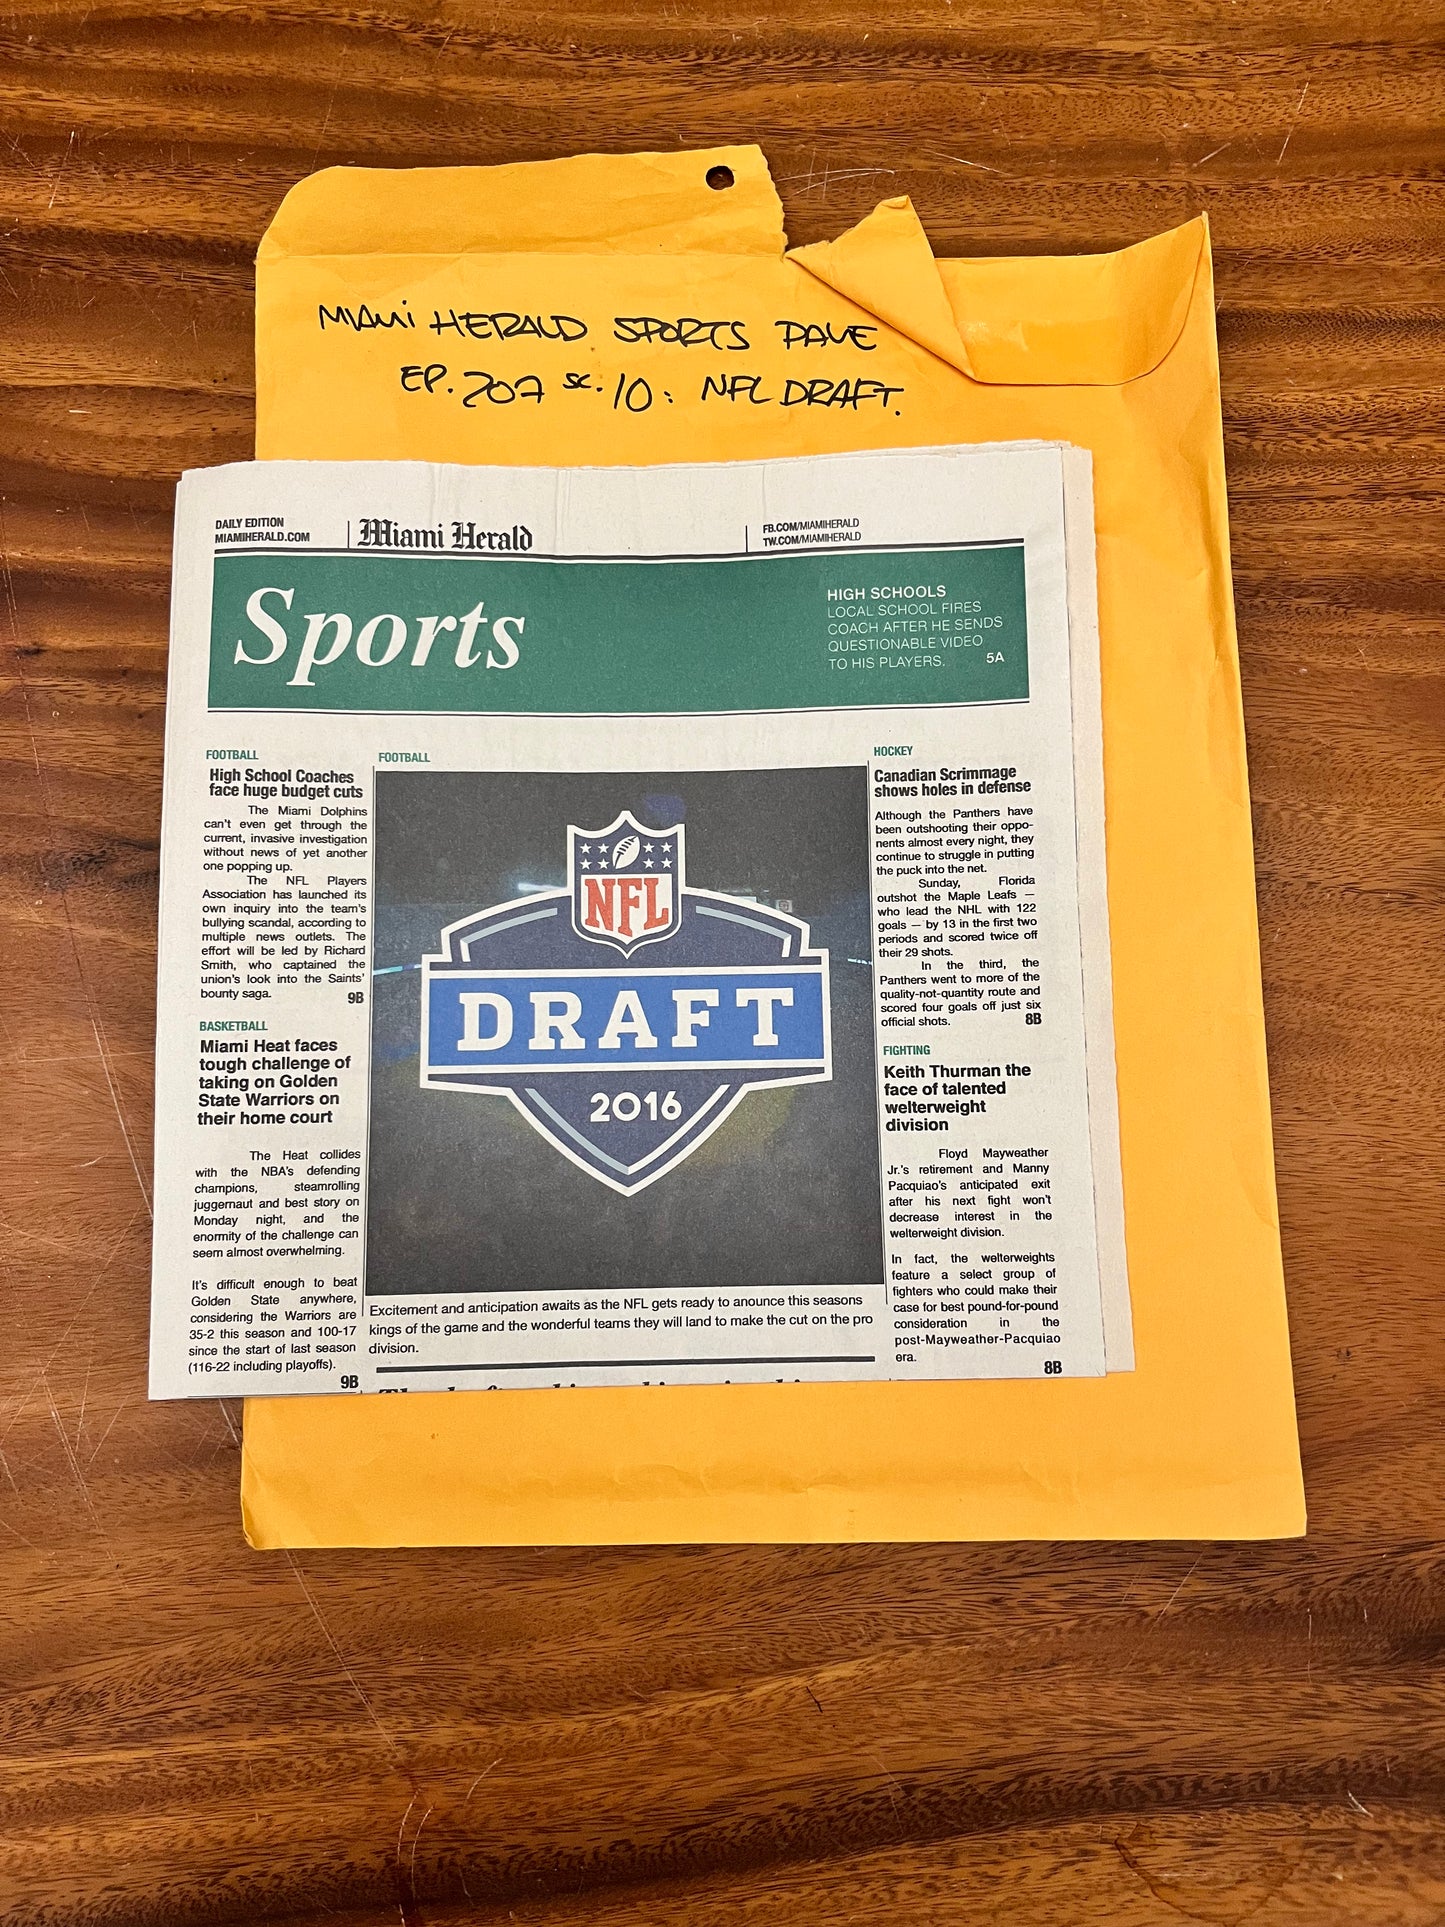 MIAMI HERALD SPORTS PAGE
EP. 207 SC. 10: NFL DRAFT.
DAILY EDITION
MIAMIHERALD.COM
Miami Herald
FB.COM/MIAMIHERALD
TW.COM/MIAMIHERALD
Sports
HIGH SCHOOLS
LOCAL SCHOOL FIRES
COACH AFTER HE SENDS
QUESTIONABLE VIDEO
TO HIS PLAYERS. 5A
FOOTBALL
High School Coaches
face huge budget cuts
The Miami Dolphins
can't even get through the
current, invasive investigation
without news of yet another
one popping up.
The NFL Players
Association has launched its
own inquiry into the team's
bullying scandal, according to
multiple news outlets. The
effort will be led by Richard
Smith, who captained the
union's look into the Saints'
bounty saga. 9B
BASKETBALL
Miami Heat faces
tough challenge of
taking on Golden
State Warriors on
their home court
The Heat collides
with the NBA's defending
champions, steamrolling
juggernaut and best story on
Monday night, and the
enormity of the challenge can
seem almost overwhelming.
It's difficult enough to beat
Golden State anywhere,
considering the Warriors are
35-2 this season and 100-17
since the start of last season
(116-22 including playoffs).
9B
FOOTBALL
NFL
DRAFT
2016
Excitement and anticipation awaits as the NFL gets ready to anounce this seasons
kings of the game and the wonderful teams they will land to make the cut on the pro
division.
HOCKEY
Canadian Scrimmage
shows holes in defense
Although the Panthers have
been outshooting their oppo-
nents almost every night, they
continue to struggle in putting
the puck into the net.
Sunday, Florida
outshot the Maple Leafs —
who lead the NHL with 122
goals — by 13 in the first two
periods and scored twice off
their 29 shots.
In the third, the
Panthers went to more of the
quality-not-quantity route and
scored four goals off just six
official shots. 8B
FIGHTING
Keith Thurman the
face of talented
welterweight
division
Floyd Mayweather
Jr.'s retirement and Manny
Pacquiao's anticipated exit
after his next fight won't
decrease interest in the
welterweight division.
In fact, the welterweights
feature a select group of
fighters who could make their
case for best pound-for-pound
consideration in the
post-Mayweather-Pacquiao
era.
8B